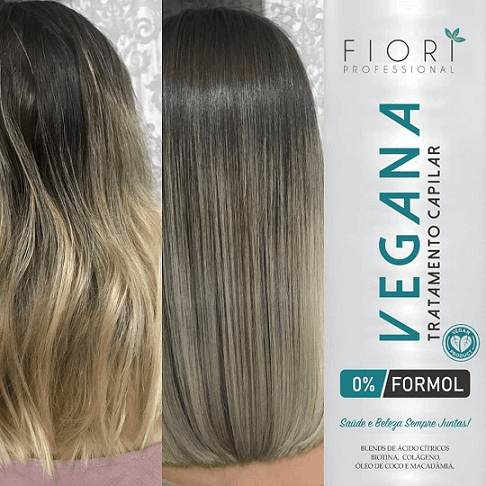 FIORI
PROFESSIONAL
VEGANA
TRATAMENTO CAPILAR
VEGAN
PRODUCT
0% / FORMOL
Saúde e Beleza Sempre Juntas!
BLENDS DE ÁCIDO CÍTRICOS
BIOTINA, COLÁGENO,
ÓLEO DE COCO E MACADÂMIA.